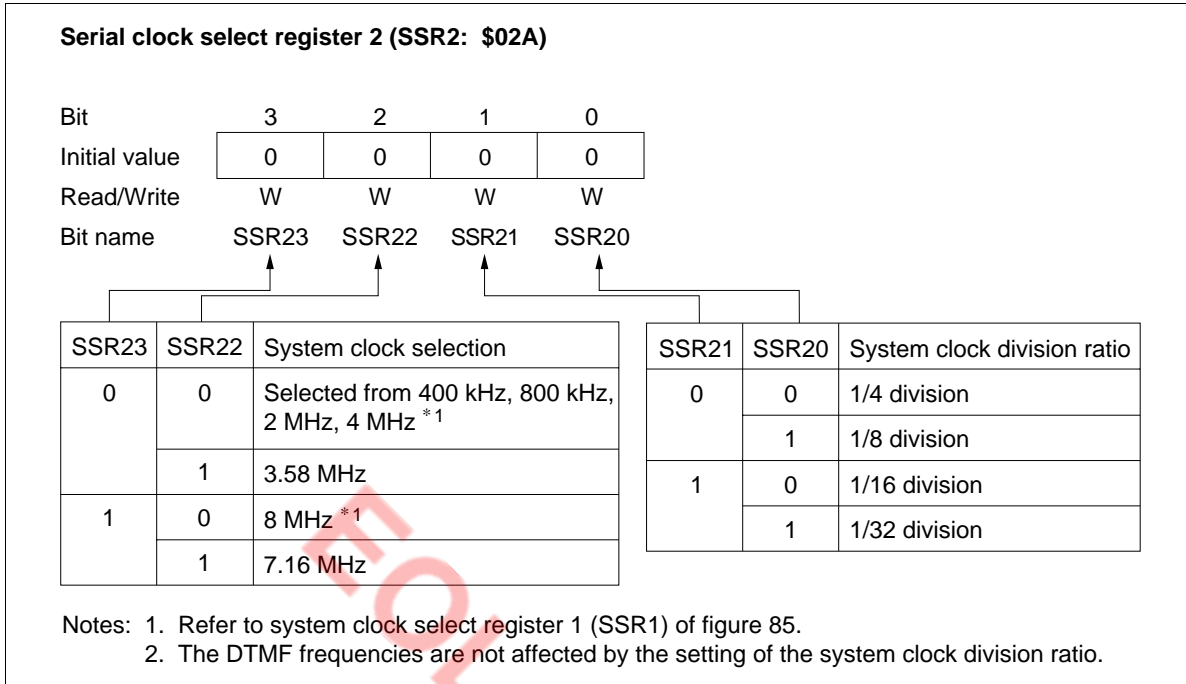 Serial clock select register 2 (SSR2: $02A)
Bit 3 2 1 0
Initial value 0 0 0 0
Read/Write W W W W
Bit name SSR23 SSR22 SSR21 SSR20
SSR23 SSR22 System clock selection
0 0 Selected from 400 kHz, 800 kHz,
2 MHz, 4 MHz *1
1 3.58 MHz
1 0 8 MHz *1
1 7.16 MHz
SSR21 SSR20 System clock division ratio
0 0 1/4 division
1 1/8 division
1 0 1/16 division
1 1/32 division
Notes: 1. Refer to system clock select register 1 (SSR1) of figure 85.
2. The DTMF frequencies are not affected by the setting of the system clock division ratio.